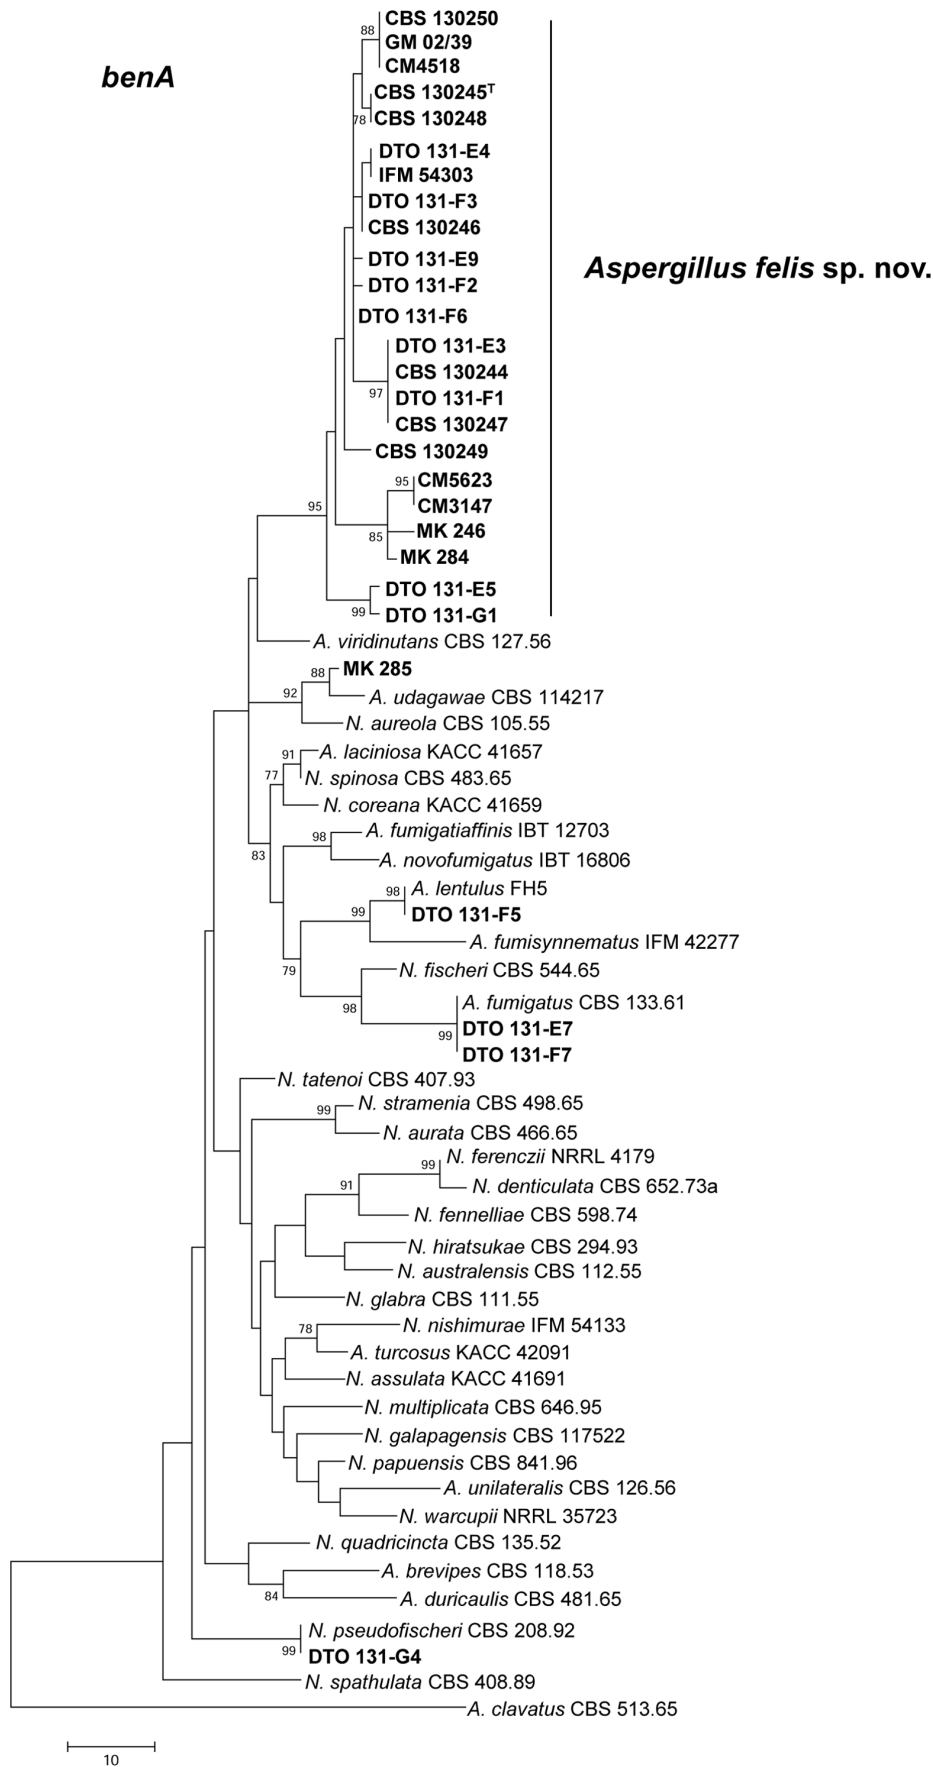 benA
88
CBS 130250
GM 02/39
CM4518
CBS 130245T
78
CBS 130248
DTO 131-E4
IFM 54303
DTO 131-F3
CBS 130246
DTO 131-E9
Aspergillus felis sp. nov.
DTO 131-F2
DTO 131-F6
DTO 131-E3
CBS 130244
97
DTO 131-F1
CBS 130247
CBS 130249
95
CM5623
CM3147
95
MK 246
85
MK 284
DTO 131-E5
99
DTO 131-G1
A. viridinutans CBS 127.56
88
MK 285
92
A. udagawae CBS 114217
N. aureola CBS 105.55
91
A. laciniosa KACC 41657
77
N. spinosa CBS 483.65
N. coreana KACC 41659
98
A. fumigatiaffinis IBT 12703
83
A. novofumigatus IBT 16806
98
A. lentulus FH5
99
DTO 131-F5
A. fumisynnematus IFM 42277
79
N. fischeri CBS 544.65
98
A. fumigatus CBS 133.61
99
DTO 131-E7
DTO 131-F7
N. tatenoi CBS 407.93
99
N. stramenia CBS 498.65
N. aurata CBS 466.65
99
N. ferenczii NRRL 4179
91
N. denticulata CBS 652.73a
N. fennelliae CBS 598.74
N. hiratsukae CBS 294.93
N. australensis CBS 112.55
N. glabra CBS 111.55
78
N. nishimurae IFM 54133
A. turcosus KACC 42091
N. assulata KACC 41691
N. multiplicata CBS 646.95
N. galapagensis CBS 117522
N. papuensis CBS 841.96
A. unilateralis CBS 126.56
N. warcupii NRRL 35723
N. quadricincta CBS 135.52
A. brevipes CBS 118.53
84
A. duricaulis CBS 481.65
N. pseudofischeri CBS 208.92
99
DTO 131-G4
N. spathulata CBS 408.89
A. clavatus CBS 513.65
10